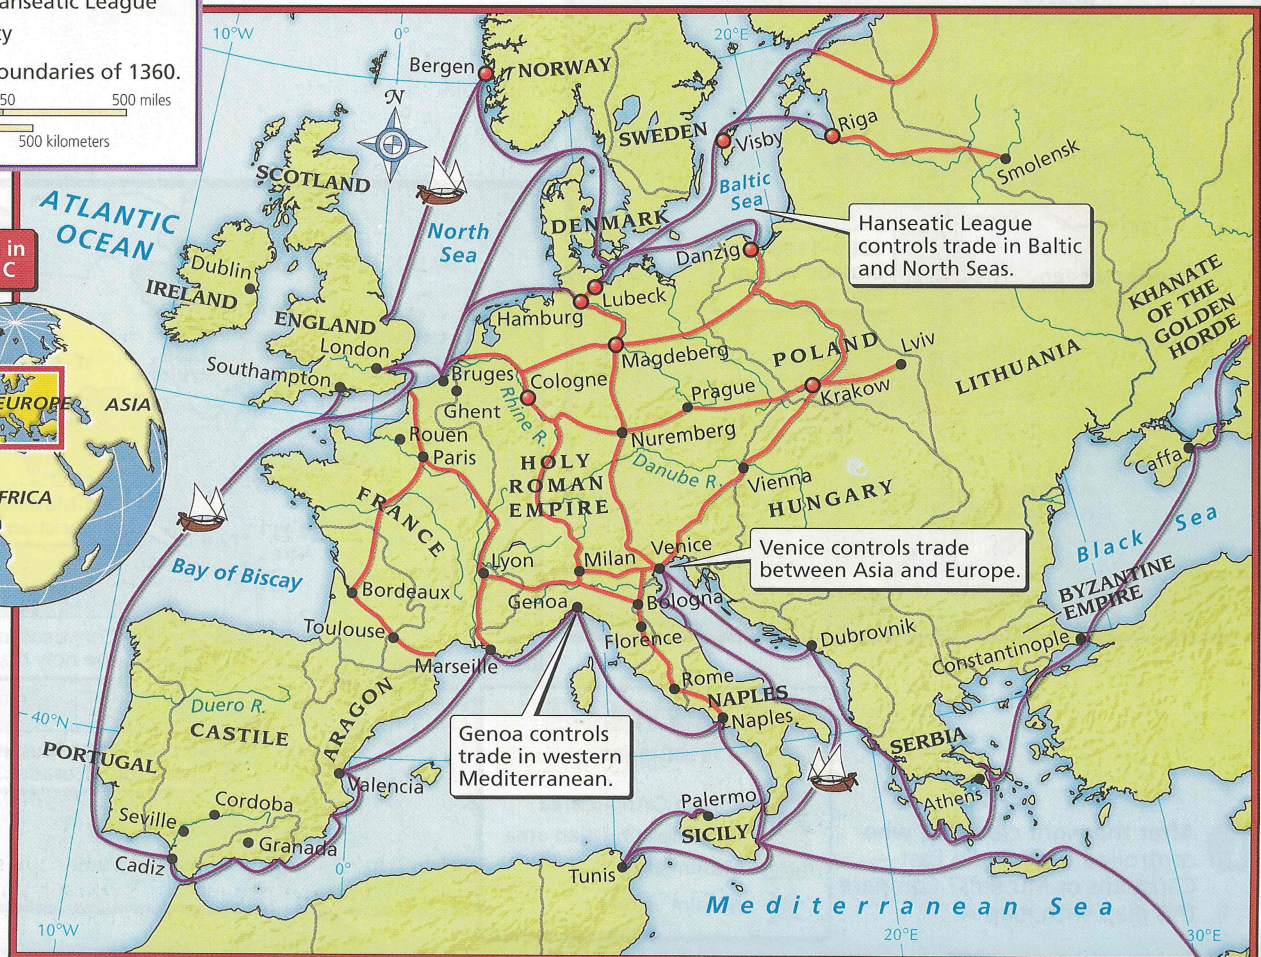 Hanseatic League
oundaries of 1360.
50
500 miles
500 kilometers
in
C
10°W
0°
20°E
Bergen
NORWAY
N
SWEDEN
Visby
Riga
Smolensk
SCOTLAND
ATLANTIC
OCEAN
Baltic
Sea
North
Sea
DENMARK
Hanseatic League
controls trade in Baltic
and North Seas.
Danzig
Dublin
IRELAND
Lubeck
Hamburg
ENGLAND
London
KHANATE
OF THE
GOLDEN
HORDE
Magdeberg
POLAND
Lviv
LITHUANIA
Southampton
Bruges
Cologne
Ghent
Rhine R.
Prague
Krakow
EUROPE
ASIA
Rouen
Paris
Nuremberg
Caffa
HOLY
ROMAN
EMPIRE
Danube R.
Vienna
HUNGARY
FRICA
FRANCE
Black Sea
Bay of Biscay
Lyon
Milan
Venice
Venice controls trade
between Asia and Europe.
BYZANTINE
EMPIRE
Bordeaux
Genoa
Bologna
Toulouse
Florence
Dubrovnik
Constantinople
Marseille
Rome
NAPLES
Naples
Duero R.
40°N
CASTILE
ARAGON
PORTUGAL
Genoa controls
trade in western
Mediterranean.
SERBIA
Valencia
Athens
Cordoba
Seville
Palermo
SICILY
Granada
Cadiz
0°
Tunis
Mediterranean Sea
10°W
20°E
30°E